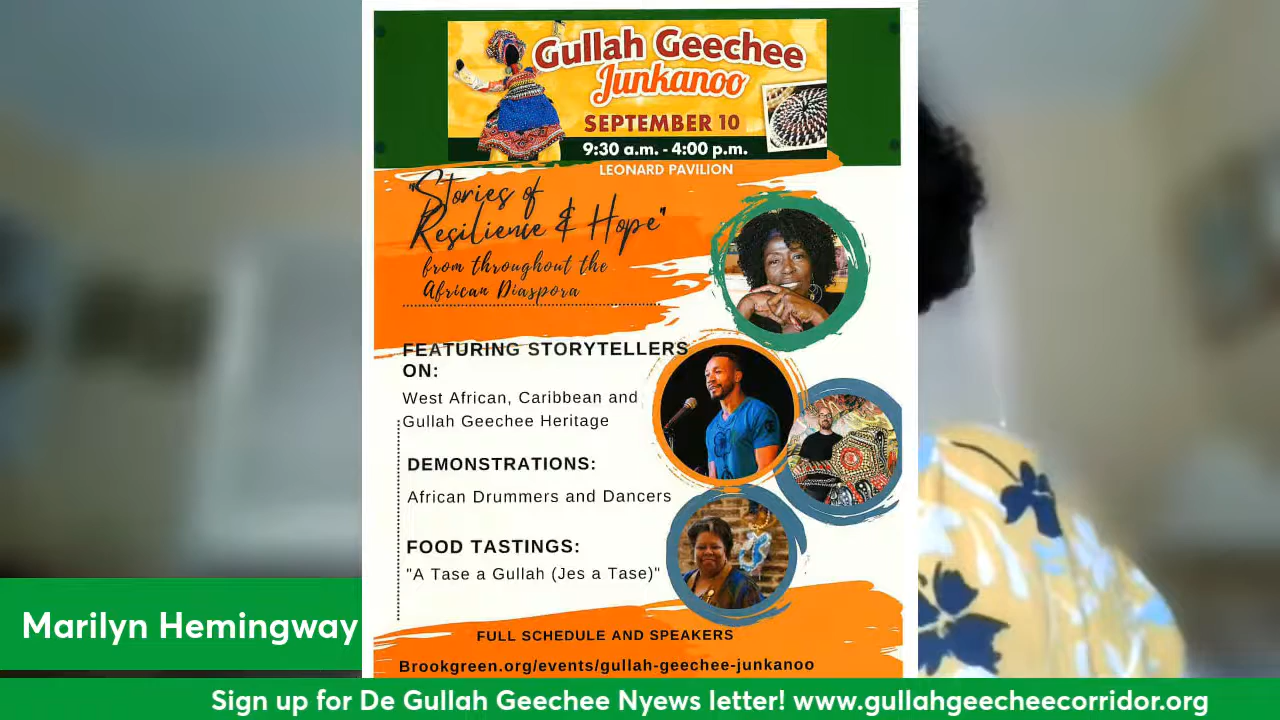 Gullah Geechee
Junkanoo
SEPTEMBER 10
9:30 a.m. - 4:00 p.m.
LEONARD PAVILION
"Stories of
Resilience & Hope"
from throughout the
African Diaspora
FEATURING STORYTELLERS
ON:
West African, Caribbean and
Gullah Geechee Heritage
DEMONSTRATIONS:
African Drummers and Dancers
FOOD TASTINGS:
"A Tase a Gullah (Jes a Tase)"
FULL SCHEDULE AND SPEAKERS
Brookgreen.org/events/gullah-geechee-junkanoo
Marilyn Hemingway
Sign up for De Gullah Geechee Nyews letter! www.gullahgeecheecorridor.org